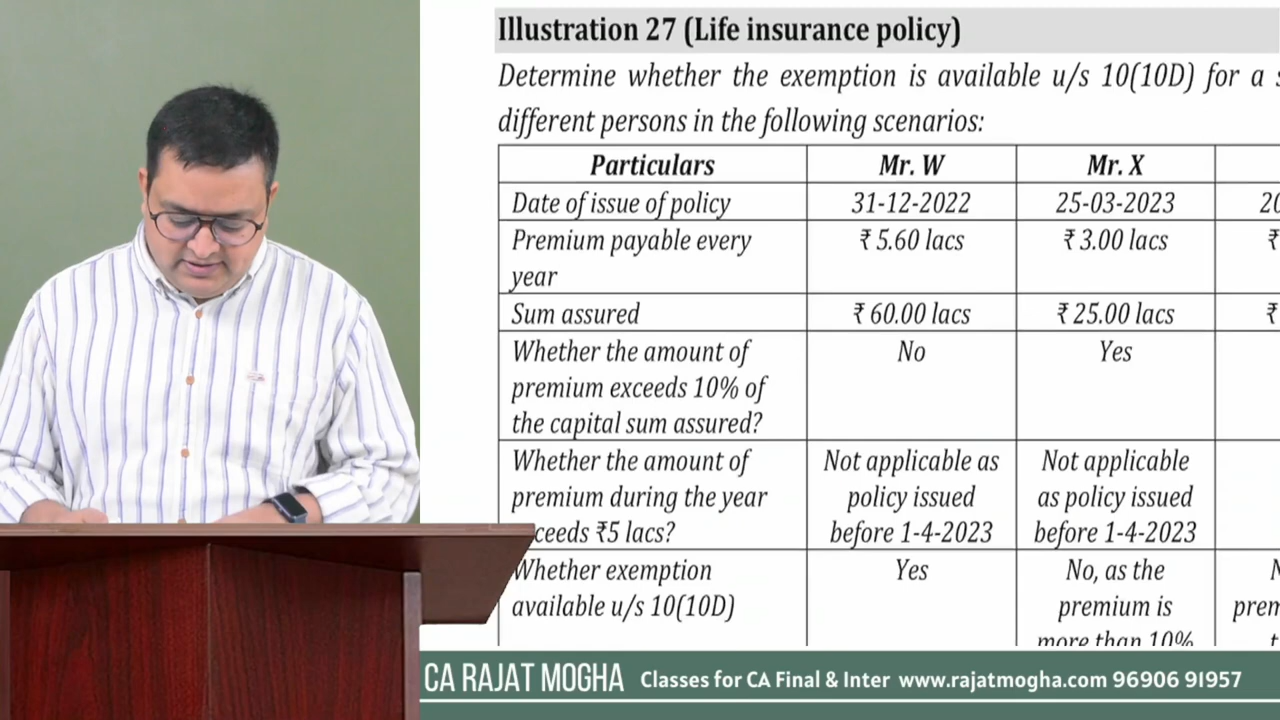 Illustration 27 (Life insurance policy)
Determine whether the exemption is available u/s 10(10D) for a s
different persons in the following scenarios:
Particulars Mr. W Mr. X
Date of issue of policy 31-12-2022 25-03-2023 20
Premium payable every year ₹ 5.60 lacs ₹ 3.00 lacs ₹
Sum assured ₹ 60.00 lacs ₹ 25.00 lacs ₹
Whether the amount of premium exceeds 10% of the capital sum assured? No Yes
Whether the amount of premium during the year ceeds ₹5 lacs? Not applicable as policy issued before 1-4-2023 Not applicable as policy issued before 1-4-2023
Whether exemption available u/s 10(10D) Yes No, as the premium is more than 10% N prem t
CA RAJAT MOGHA Classes for CA Final & Inter www.rajatmogha.com 96906 91957